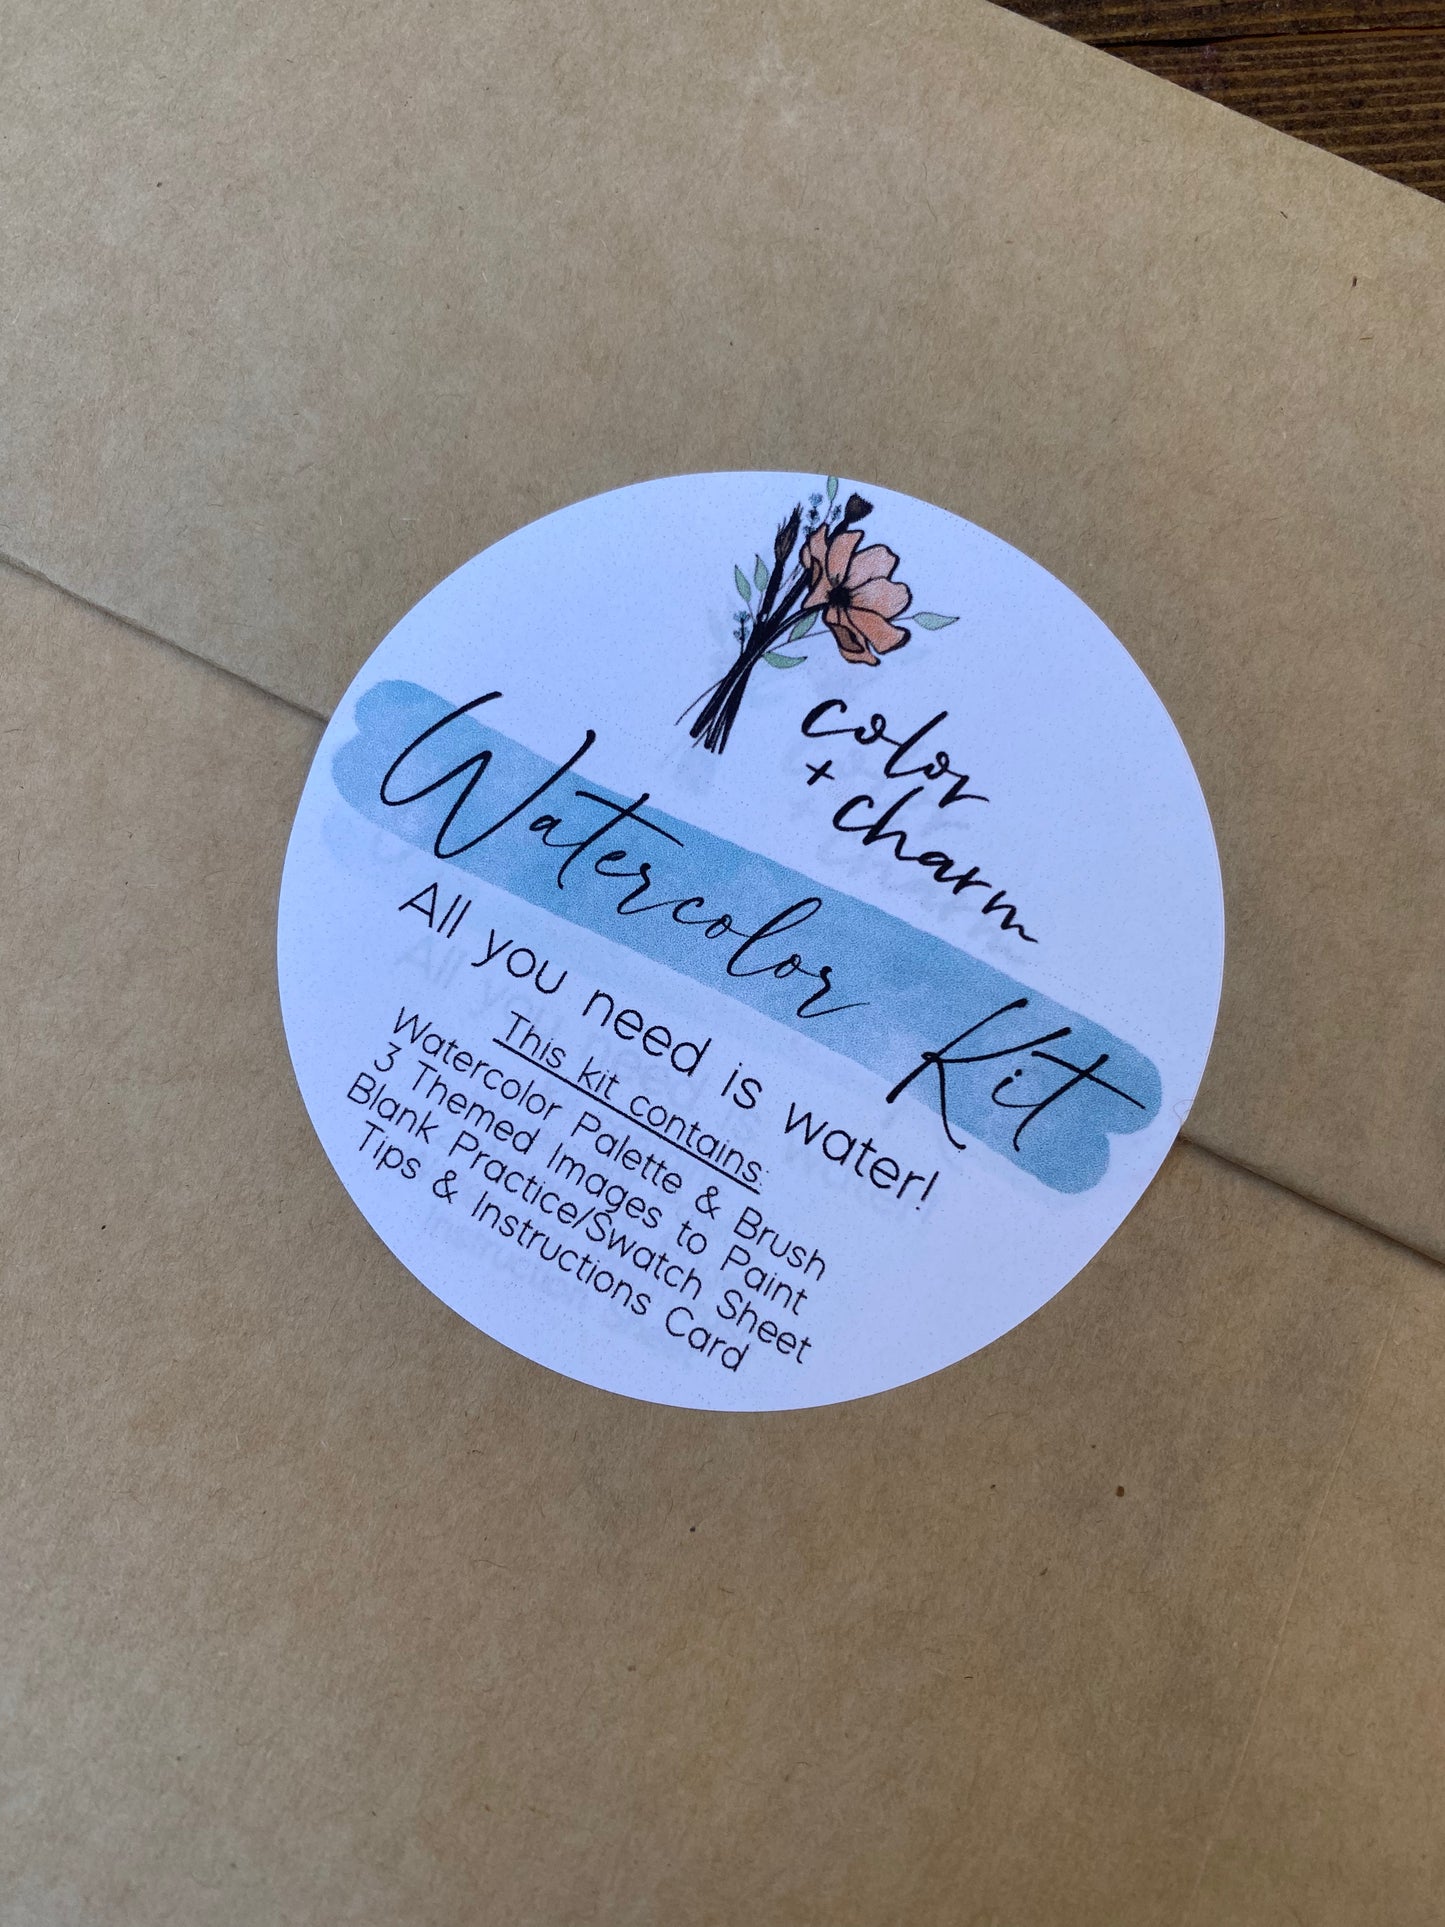 color
+ charm
Watercolor Kit
All you need is water!
This kit contains:
Watercolor Palette & Brush
3 Themed Images to Paint
Blank Practice/Swatch Sheet
Tips & Instructions Card